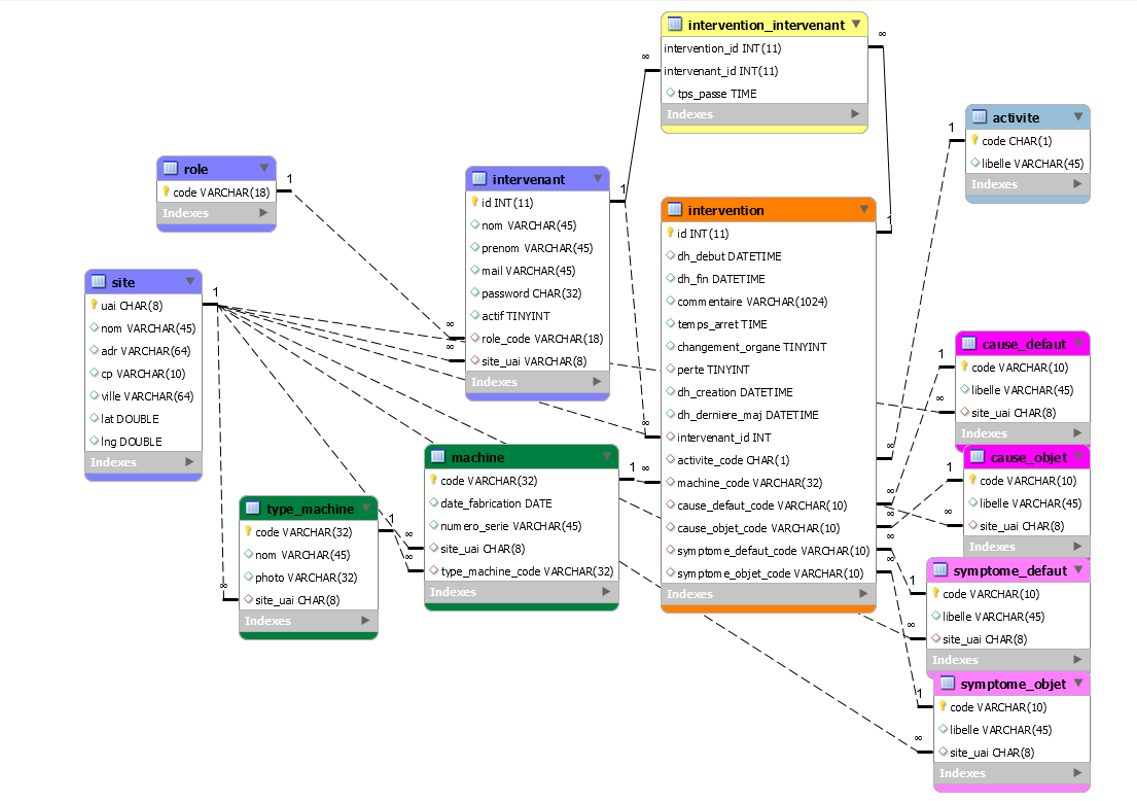 intervention_intervenant
intervention_id INT(11)
intervenant_id INT(11)
tps_passe TIME
Indexes
activite
code CHAR(1)
libelle VARCHAR(45)
Indexes
role
code VARCHAR(18)
Indexes
intervenant
id INT(11)
nom VARCHAR(45)
prenom VARCHAR(45)
mail VARCHAR(45)
password CHAR(32)
actif TINYINT
role_code VARCHAR(18)
site_uai VARCHAR(8)
Indexes
intervention
id INT(11)
dh_debut DATETIME
dh_fin DATETIME
commentaire VARCHAR(1024)
temps_arret TIME
changement_organe TINYINT
perte TINYINT
dh_creation DATETIME
dh_derniere_maj DATETIME
intervenant_id INT
activite_code CHAR(1)
machine_code VARCHAR(32)
cause_defaut_code VARCHAR(10)
cause_objet_code VARCHAR(10)
symptome_defaut_code VARCHAR(10)
symptome_objet_code VARCHAR(10)
Indexes
site
uai CHAR(8)
nom VARCHAR(45)
adr VARCHAR(64)
cp VARCHAR(10)
ville VARCHAR(64)
lat DOUBLE
lng DOUBLE
Indexes
cause_defaut
code VARCHAR(10)
libelle VARCHAR(45)
site_uai CHAR(8)
Indexes
machine
code VARCHAR(32)
date_fabrication DATE
numero_serie VARCHAR(45)
site_uai CHAR(8)
type_machine_code VARCHAR(32)
Indexes
cause_objet
code VARCHAR(10)
libelle VARCHAR(45)
site_uai CHAR(8)
Indexes
type_machine
code VARCHAR(32)
nom VARCHAR(45)
photo VARCHAR(32)
site_uai CHAR(8)
Indexes
symptome_defaut
code VARCHAR(10)
libelle VARCHAR(45)
site_uai CHAR(8)
Indexes
symptome_objet
code VARCHAR(10)
libelle VARCHAR(45)
site_uai CHAR(8)
Indexes
∞
∞
1
1
1
1
∞
∞
1
1
∞
∞
∞
1
∞
1
∞
1
∞
∞
1
∞
∞
∞
∞
∞
1
∞
1
∞